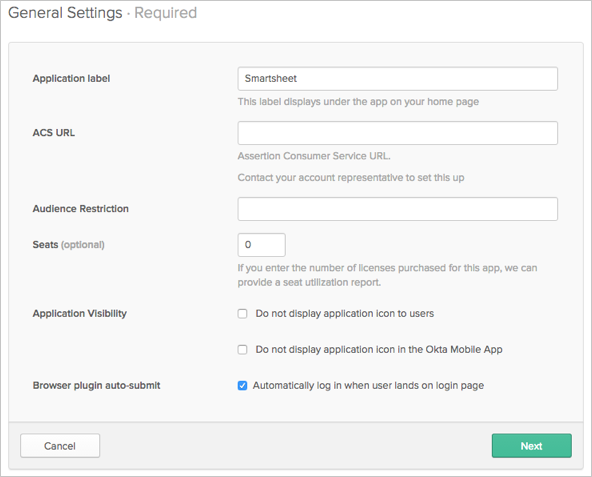 General Settings · Required
Application label
Smartsheet
This label displays under the app on your home page
ACS URL
Assertion Consumer Service URL.
Contact your account representative to set this up
Audience Restriction
Seats (optional)
0
If you enter the number of licenses purchased for this app, we can
provide a seat utilization report.
Application Visibility
Do not display application icon to users
Do not display application icon in the Okta Mobile App
Browser plugin auto-submit
Automatically log in when user lands on login page
Cancel
Next